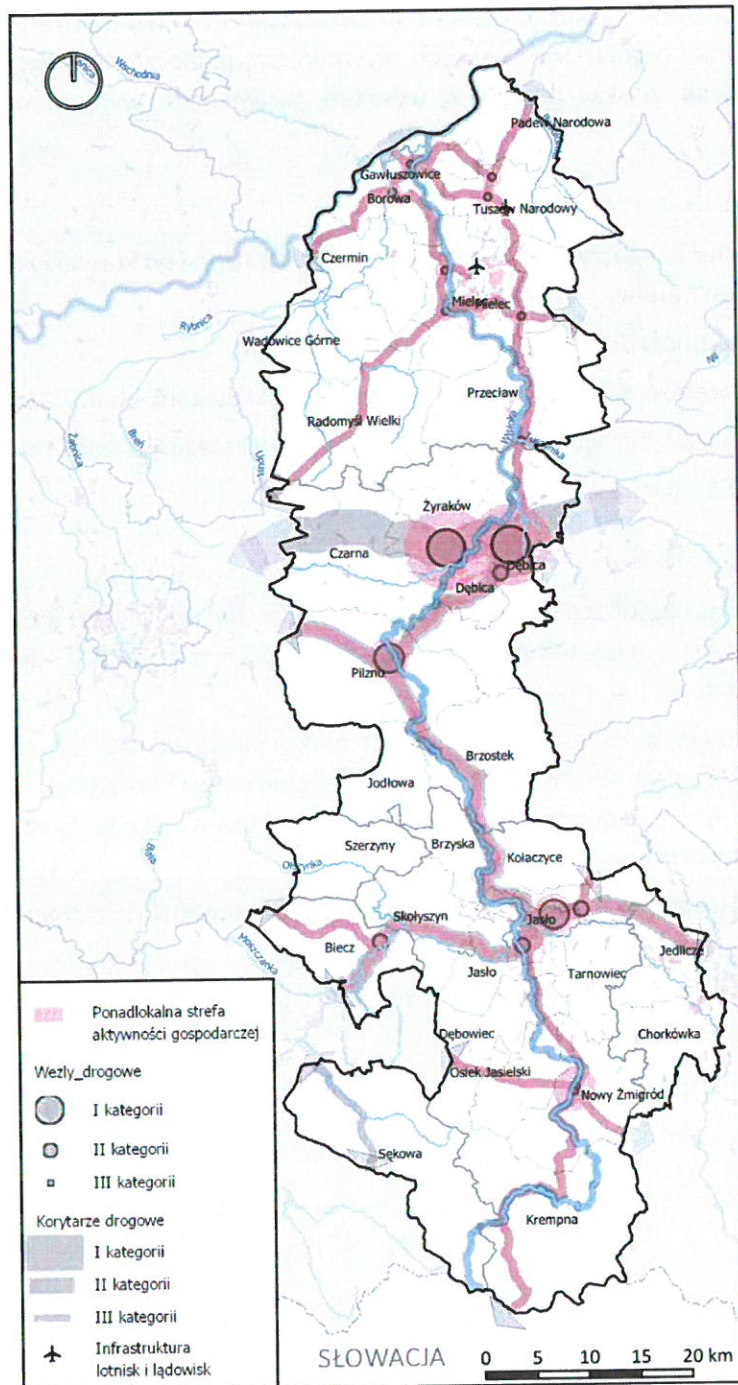 Wschodnia
Padew Narodowa
Gawłuszowice
Borowa
Tuszów Narodowy
Czermin
Mielec
Mielec
Rybnica
Wadowice Górne
Przecław
Radomyśl Wielki
Breń
Żabnica
Uszwica
Wisłoka
Żyraków
Czarna
Dębica
Dębica
Pilzno
Brzostek
Jodłowa
Szerzyny
Brzyska
Biała
Kołaczyce
Skołyszyn
Jasło
Biecz
Jedlicze
Moszczanka
Jasło
Tarnowiec
Dębowiec
Chorkówka
Osiek Jasielski
Nowy Żmigród
Sękowa
Krempna
Ponadlokalna strefa
aktywności gospodarczej
Wezly_drogowe
I kategorii
II kategorii
III kategorii
Korytarze drogowe
I kategorii
II kategorii
III kategorii
Infrastruktura
lotnisk i lądowisk
SŁOWACJA
0 5 10 15 20 km